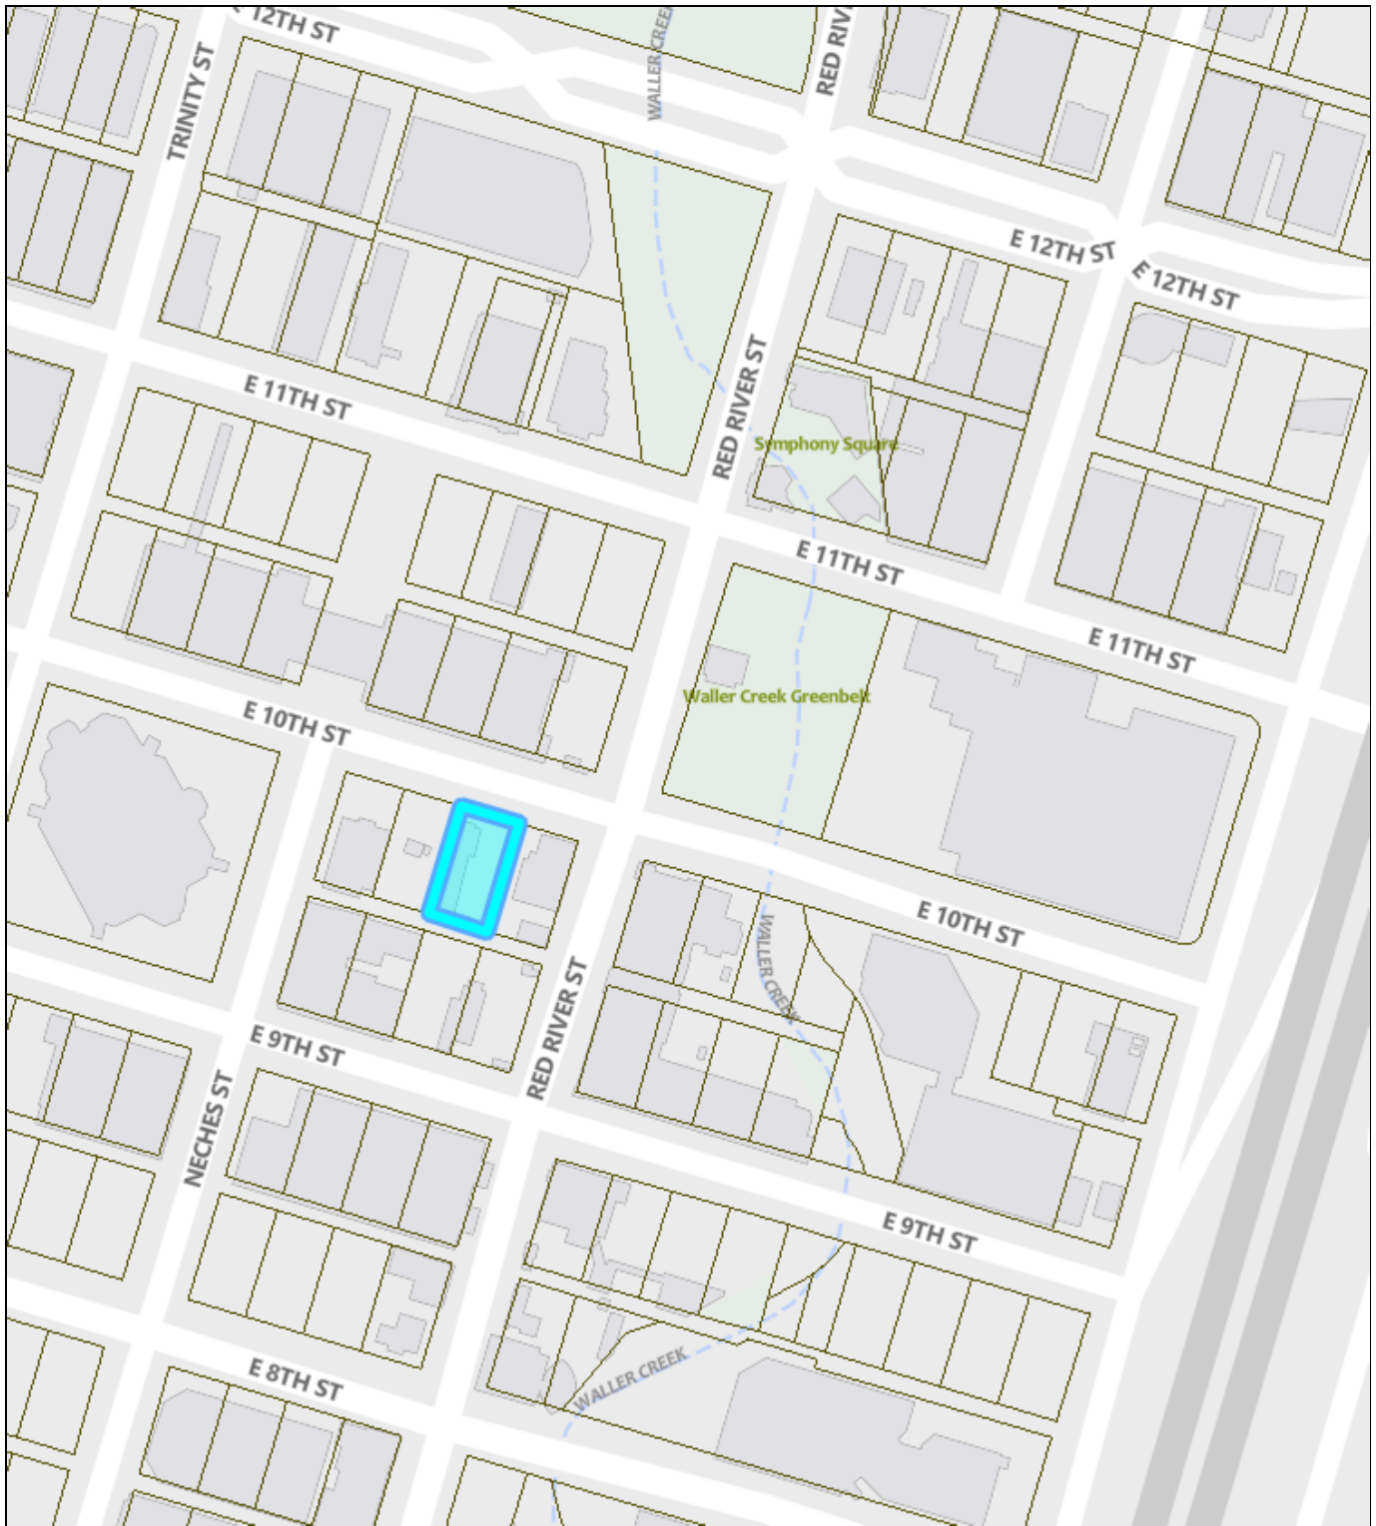 E 12TH ST
WALLER CREEK
RED RIV
TRINITY ST
E 12TH ST
E 12TH ST
RED RIVER ST
E 11TH ST
Symphony Square
E 11TH ST
E 11TH ST
Waller Creek Greenbelt
E 10TH ST
E 10TH ST
WALLER CREEK
RED RIVER ST
E 9TH ST
NECHES ST
E 9TH ST
WALLER CREEK
E 8TH ST